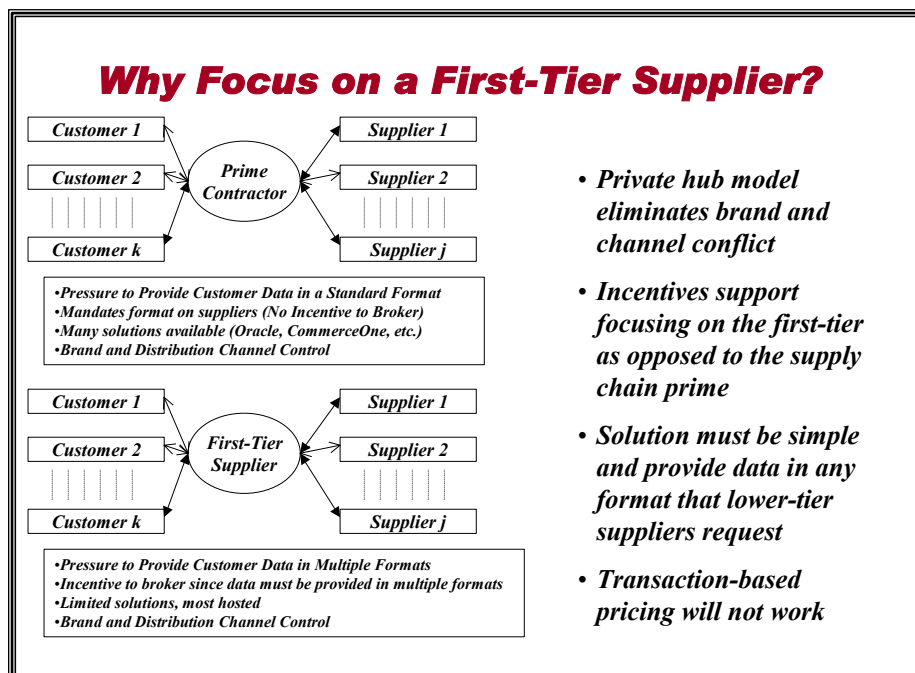 Why Focus on a First-Tier Supplier?
Customer 1
Customer 2
Customer k
Prime
Contractor
Supplier 1
Supplier 2
Supplier j
•Pressure to Provide Customer Data in a Standard Format
•Mandates format on suppliers (No Incentive to Broker)
•Many solutions available (Oracle, CommerceOne, etc.)
•Brand and Distribution Channel Control
Customer 1
Customer 2
Customer k
First-Tier
Supplier
Supplier 1
Supplier 2
Supplier j
•Pressure to Provide Customer Data in Multiple Formats
•Incentive to broker since data must be provided in multiple formats
•Limited solutions, most hosted
•Brand and Distribution Channel Control
• Private hub model
eliminates brand and
channel conflict
• Incentives support
focusing on the first-tier
as opposed to the supply
chain prime
• Solution must be simple
and provide data in any
format that lower-tier
suppliers request
• Transaction-based
pricing will not work